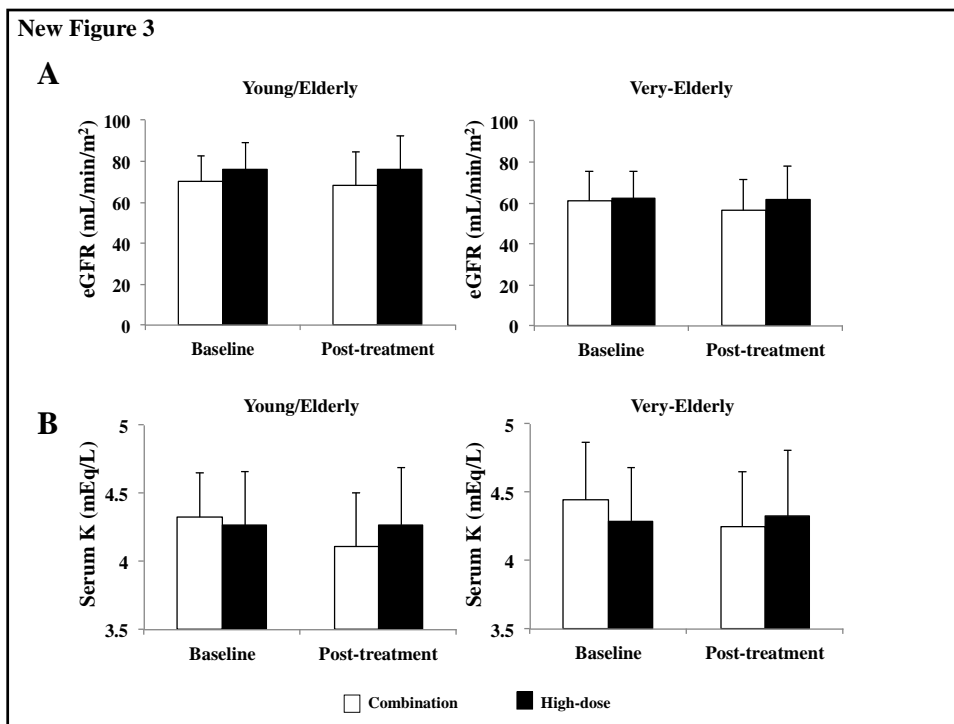 New Figure 3
A
Young/Elderly
eGFR (mL/min/m²)
100
80
60
40
20
0
Baseline Post-treatment
Very-Elderly
eGFR (mL/min/m²)
100
80
60
40
20
0
Baseline Post-treatment
B
Young/Elderly
Serum K (mEq/L)
5
4.5
4
3.5
Baseline Post-treatment
Very-Elderly
Serum K (mEq/L)
5
4.5
4
3.5
Baseline Post-treatment
Combination High-dose